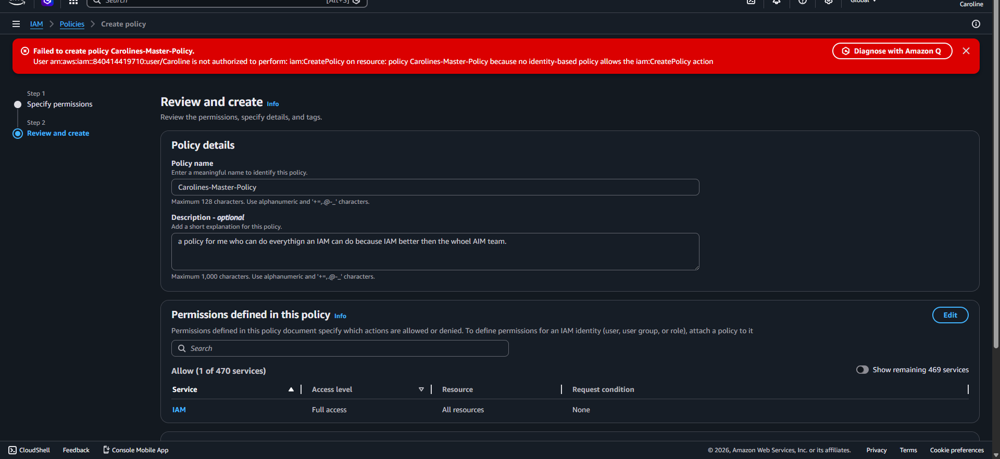 Search [Alt+S] Global
Caroline
IAM Policies Create policy
Failed to create policy Carolines-Master-Policy.
User arn:aws:iam::840414419710:user/Caroline is not authorized to perform: iam:CreatePolicy on resource: policy Carolines-Master-Policy because no identity-based policy allows the iam:CreatePolicy action
Diagnose with Amazon Q
Step 1
Specify permissions
Step 2
Review and create
Review and create Info
Review the permissions, specify details, and tags.
Policy details
Policy name
Enter a meaningful name to identify this policy.
Carolines-Master-Policy
Maximum 128 characters. Use alphanumeric and '+=,.@-_' characters.
Description - optional
Add a short explanation for this policy.
a policy for me who can do everythign an IAM can do because IAM better then the whoel AIM team.
Maximum 1,000 characters. Use alphanumeric and '+=,.@-_' characters.
Permissions defined in this policy Info
Edit
Permissions defined in this policy document specify which actions are allowed or denied. To define permissions for an IAM identity (user, user group, or role), attach a policy to it
Search
Allow (1 of 470 services)
Show remaining 469 services
Service Access level Resource Request condition
IAM Full access All resources None
CloudShell Feedback Console Mobile App © 2026, Amazon Web Services, Inc. or its affiliates. Privacy Terms Cookie preferences